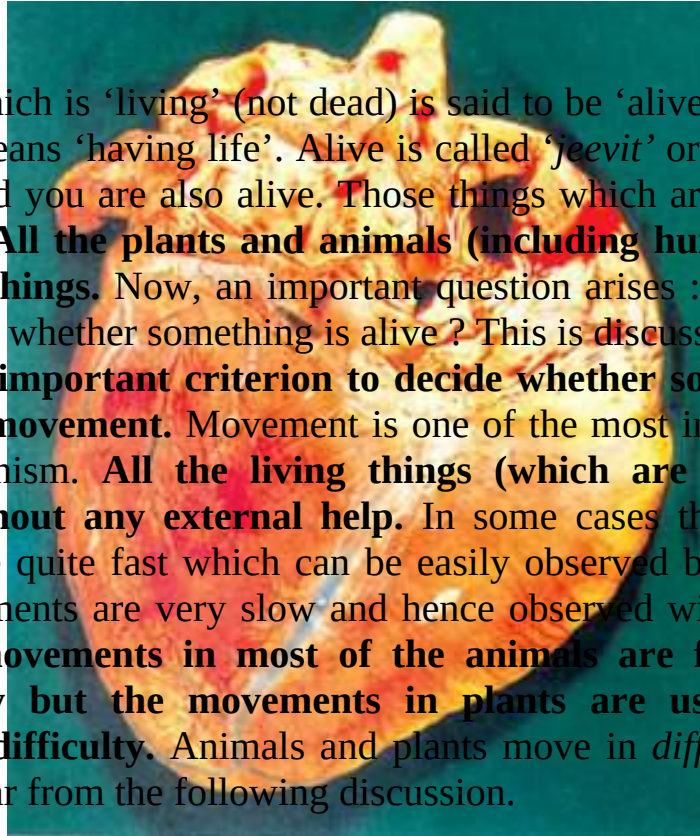 hich is ‘living’ (not dead) is said to be ‘alive
eans ‘having life’. Alive is called ‘jeevit’ or
d you are also alive. Those things which ar
All the plants and animals (including hu
hings. Now, an important question arises :
whether something is alive ? This is discuss
important criterion to decide whether so
movement. Movement is one of the most i
nism. All the living things (which are
hout any external help. In some cases th
quite fast which can be easily observed b
ments are very slow and hence observed wi
ovements in most of the animals are f
y but the movements in plants are us
difficulty. Animals and plants move in diff
ar from the following discussion.